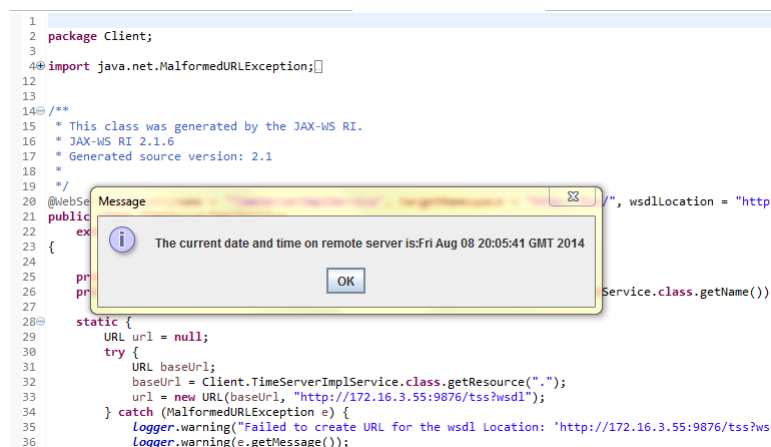 1
2 package Client;
3
4 import java.net.MalformedURLException;
12
13
14 /**
15 * This class was generated by the JAX-WS RI.
16 * JAX-WS RI 2.1.6
17 * Generated source version: 2.1
18 *
19 */
20 @WebSe /", wsdlLocation = "http
21 public
22 ex
23 {
24
25 pr
26 pr Service.class.getName())
27
Message
The current date and time on remote server is:Fri Aug 08 20:05:41 GMT 2014
OK
28 static {
29 URL url = null;
30 try {
31 URL baseUrl;
32 baseUrl = Client.TimeServerImplService.class.getResource(".");
33 url = new URL(baseUrl, "http://172.16.3.55:9876/tss?wsdl");
34 } catch (MalformedURLException e) {
35 logger.warning("Failed to create URL for the wsdl Location: 'http://172.16.3.55:9876/tss?ws
36 logger.warning(e.getMessage());